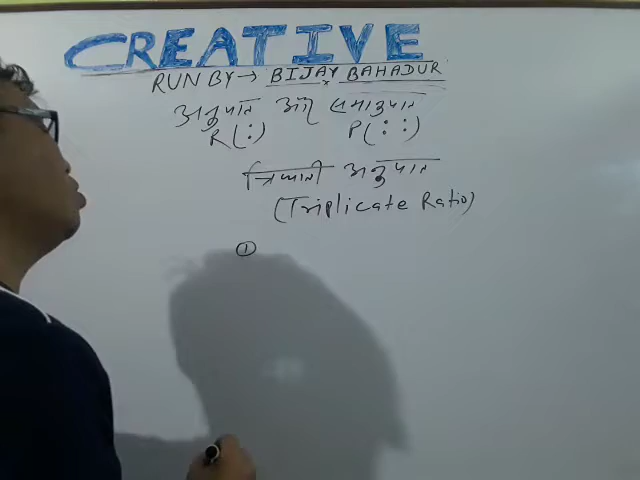 CREATIVE
RUN BY → BIJAY BAHADUR
अनुपात और समानुपात
R(:) P(: :)
त्रिघाती अनुपात
(Triplicate Ratio)
①